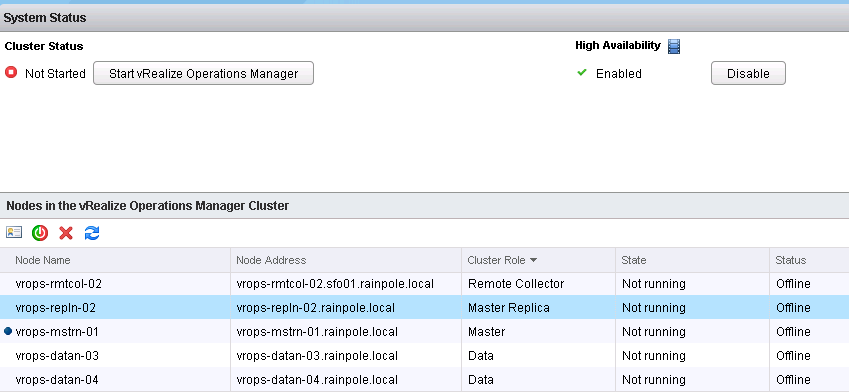 System Status
Cluster Status High Availability
Not Started Start vRealize Operations Manager Enabled Disable
Nodes in the vRealize Operations Manager Cluster
Node Name Node Address Cluster Role State Status
vrops-rmtcol-02 vrops-rmtcol-02.sfo01.rainpole.local Remote Collector Not running Offline
vrops-repln-02 vrops-repln-02.rainpole.local Master Replica Not running Offline
vrops-mstrn-01 vrops-mstrn-01.rainpole.local Master Not running Offline
vrops-datan-03 vrops-datan-03.rainpole.local Data Not running Offline
vrops-datan-04 vrops-datan-04.rainpole.local Data Not running Offline